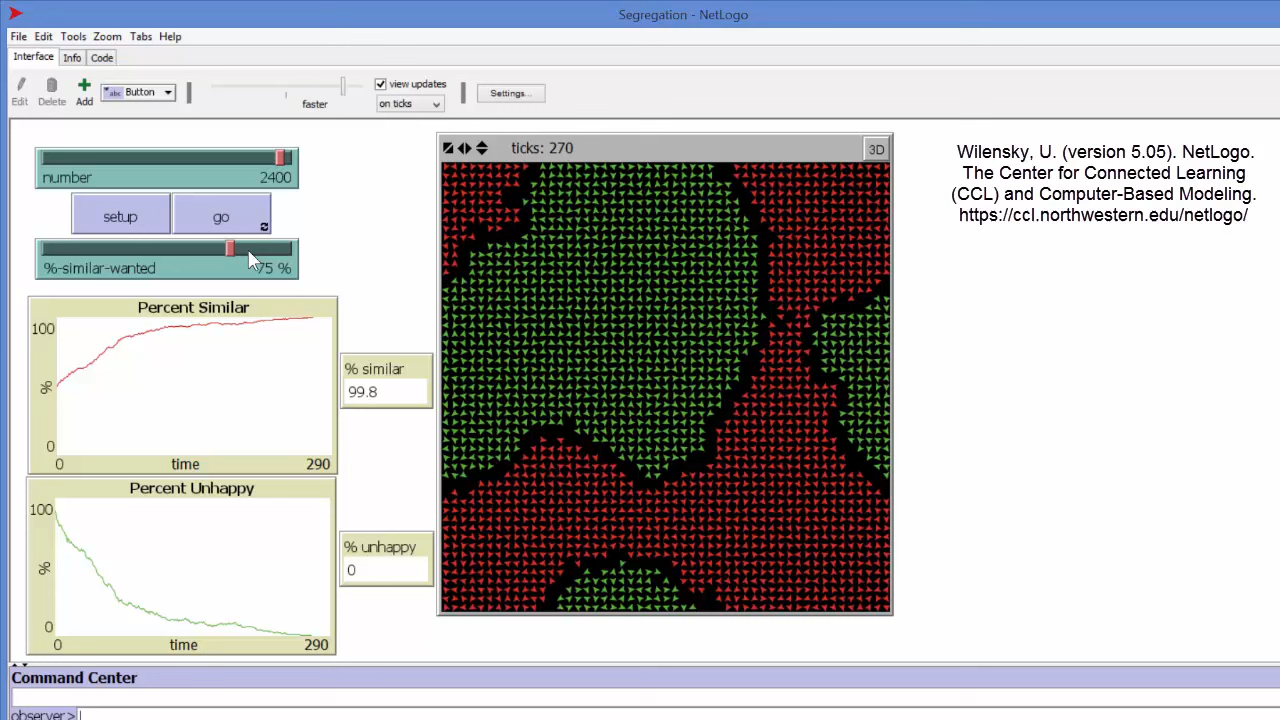 Segregation - NetLogo
File Edit Tools Zoom Tabs Help
Interface Info Code
Edit Delete Add abc Button faster view updates on ticks Settings...
number 2400
setup go
%-similar-wanted 75 %
ticks: 270 3D
Wilensky, U. (version 5.05). NetLogo.
The Center for Connected Learning
(CCL) and Computer-Based Modeling.
https://ccl.northwestern.edu/netlogo/
Percent Similar
100
%
0
0 time 290
% similar
99.8
Percent Unhappy
100
%
0
0 time 290
% unhappy
0
Command Center
observer>